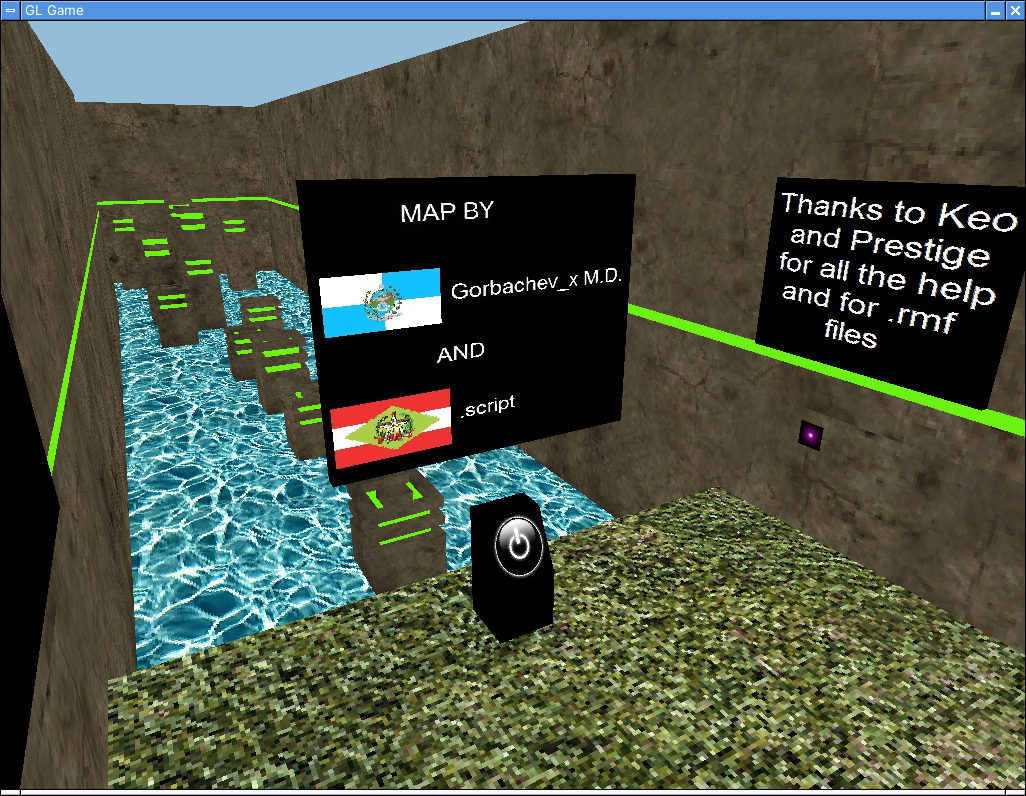 GL Game
MAP BY
Gorbachev_x M.D.
AND
.script
Thanks to Keo
and Prestige
for all the help
and for .rmf
files